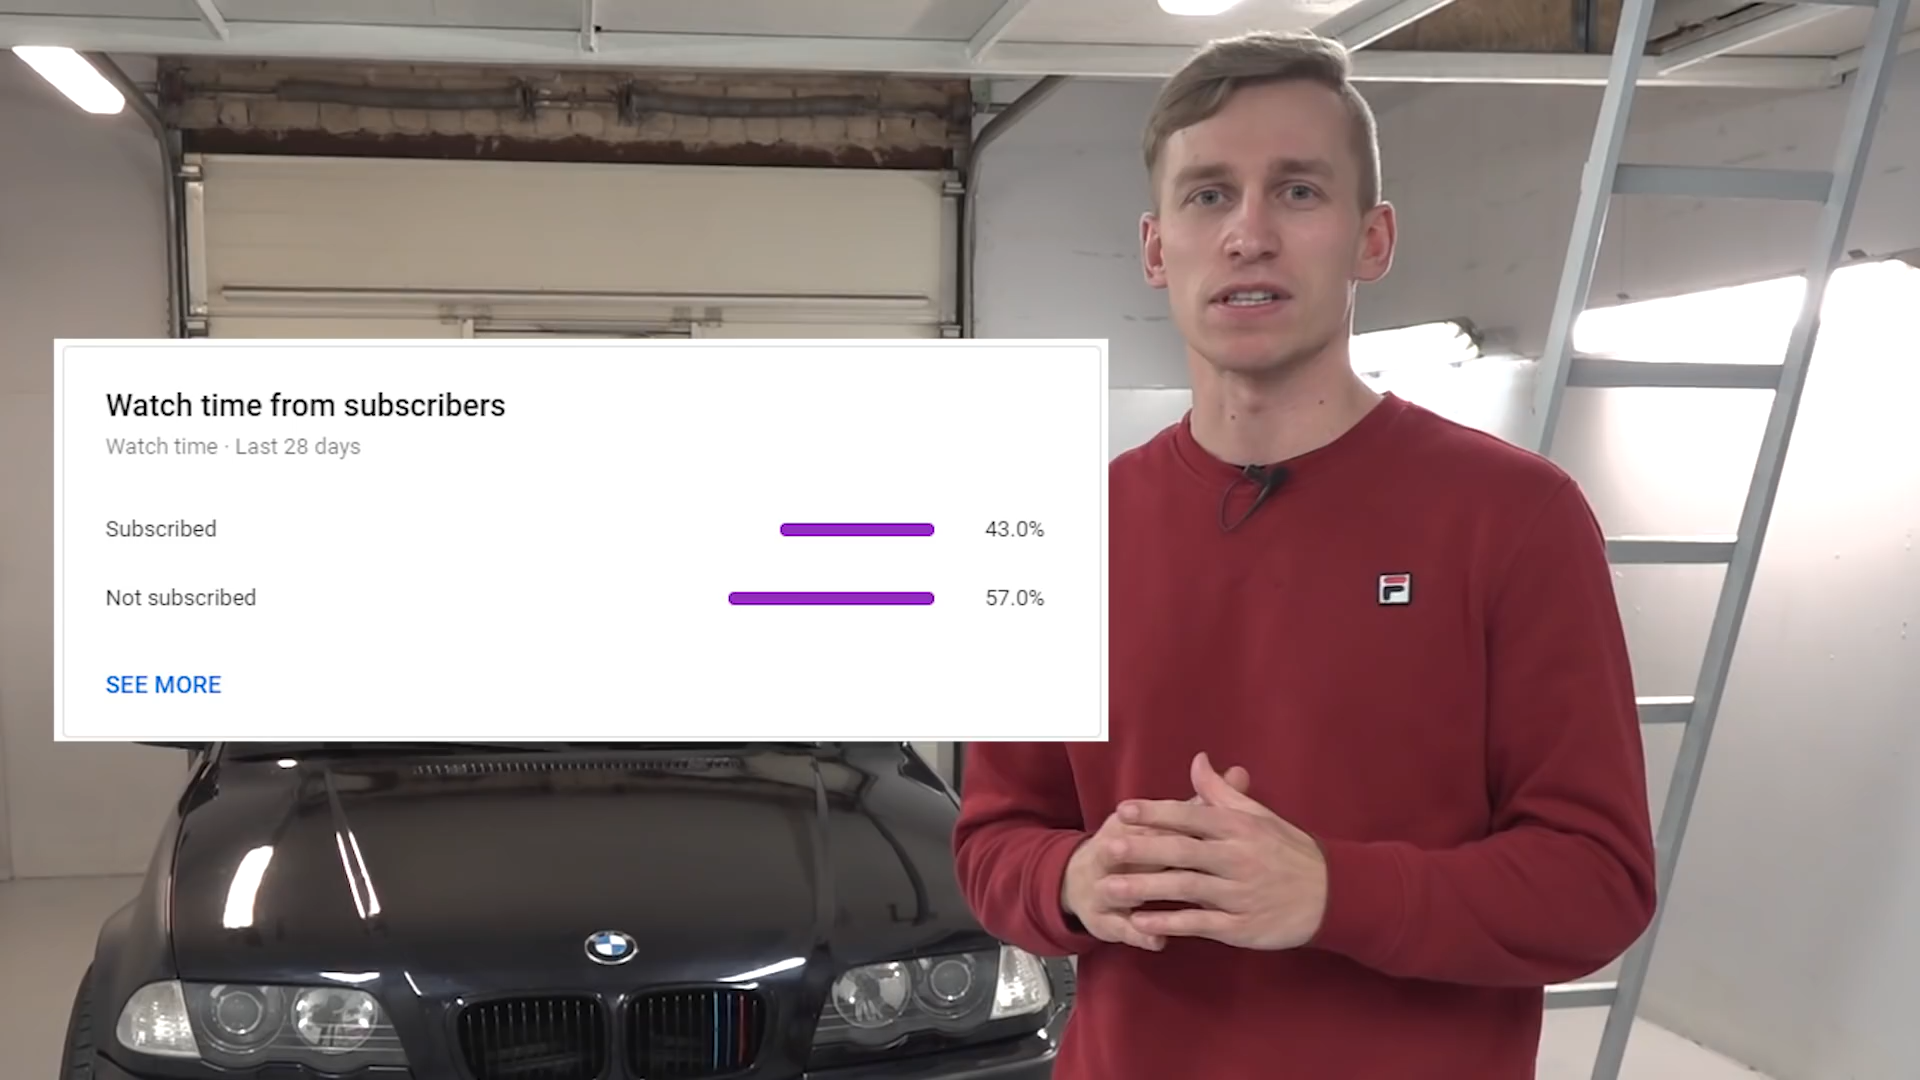 Watch time from subscribers
Watch time · Last 28 days
Subscribed 43.0%
Not subscribed 57.0%
SEE MORE